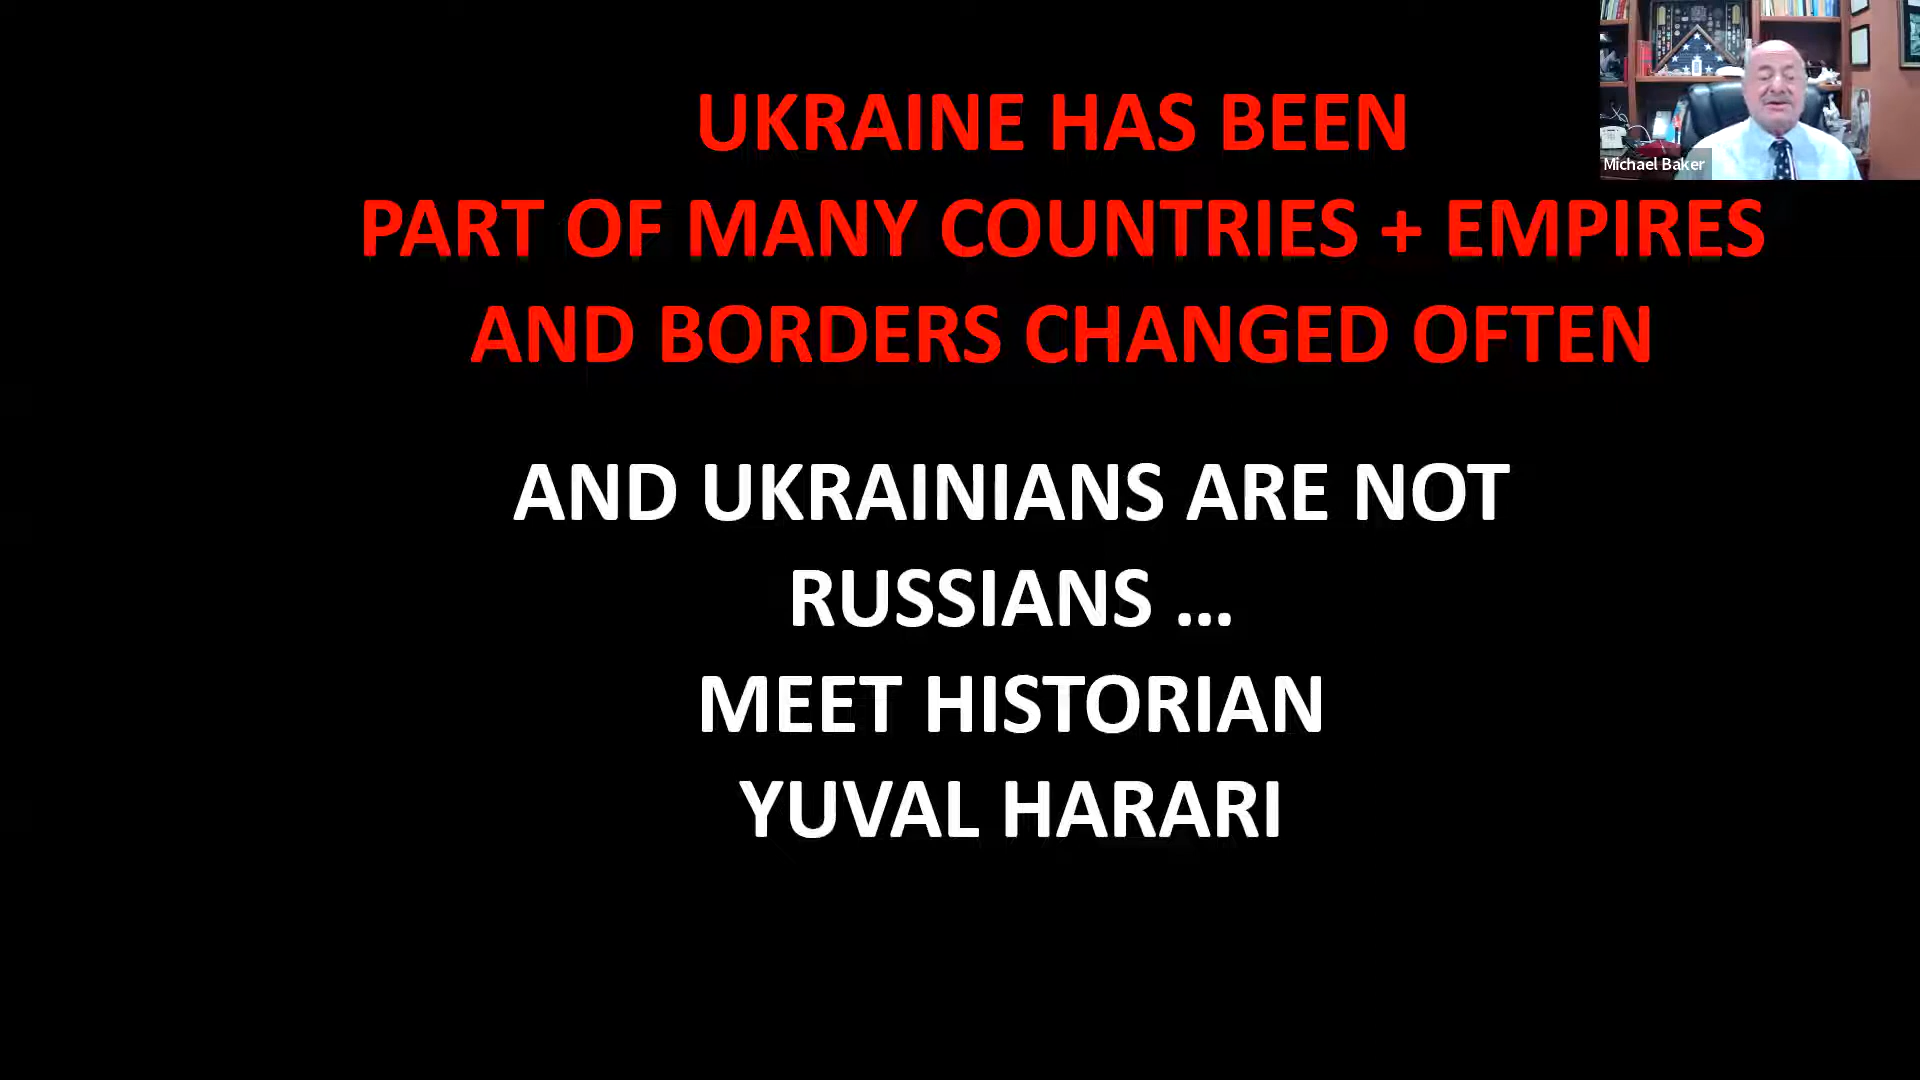 UKRAINE HAS BEEN
PART OF MANY COUNTRIES + EMPIRES
AND BORDERS CHANGED OFTEN
AND UKRAINIANS ARE NOT
RUSSIANS ...
MEET HISTORIAN
YUVAL HARARI
Michael Baker